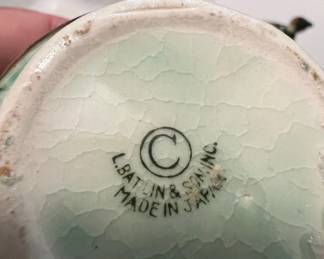 ©
L. BATLIN & SON, INC.
MADE IN JAPAN